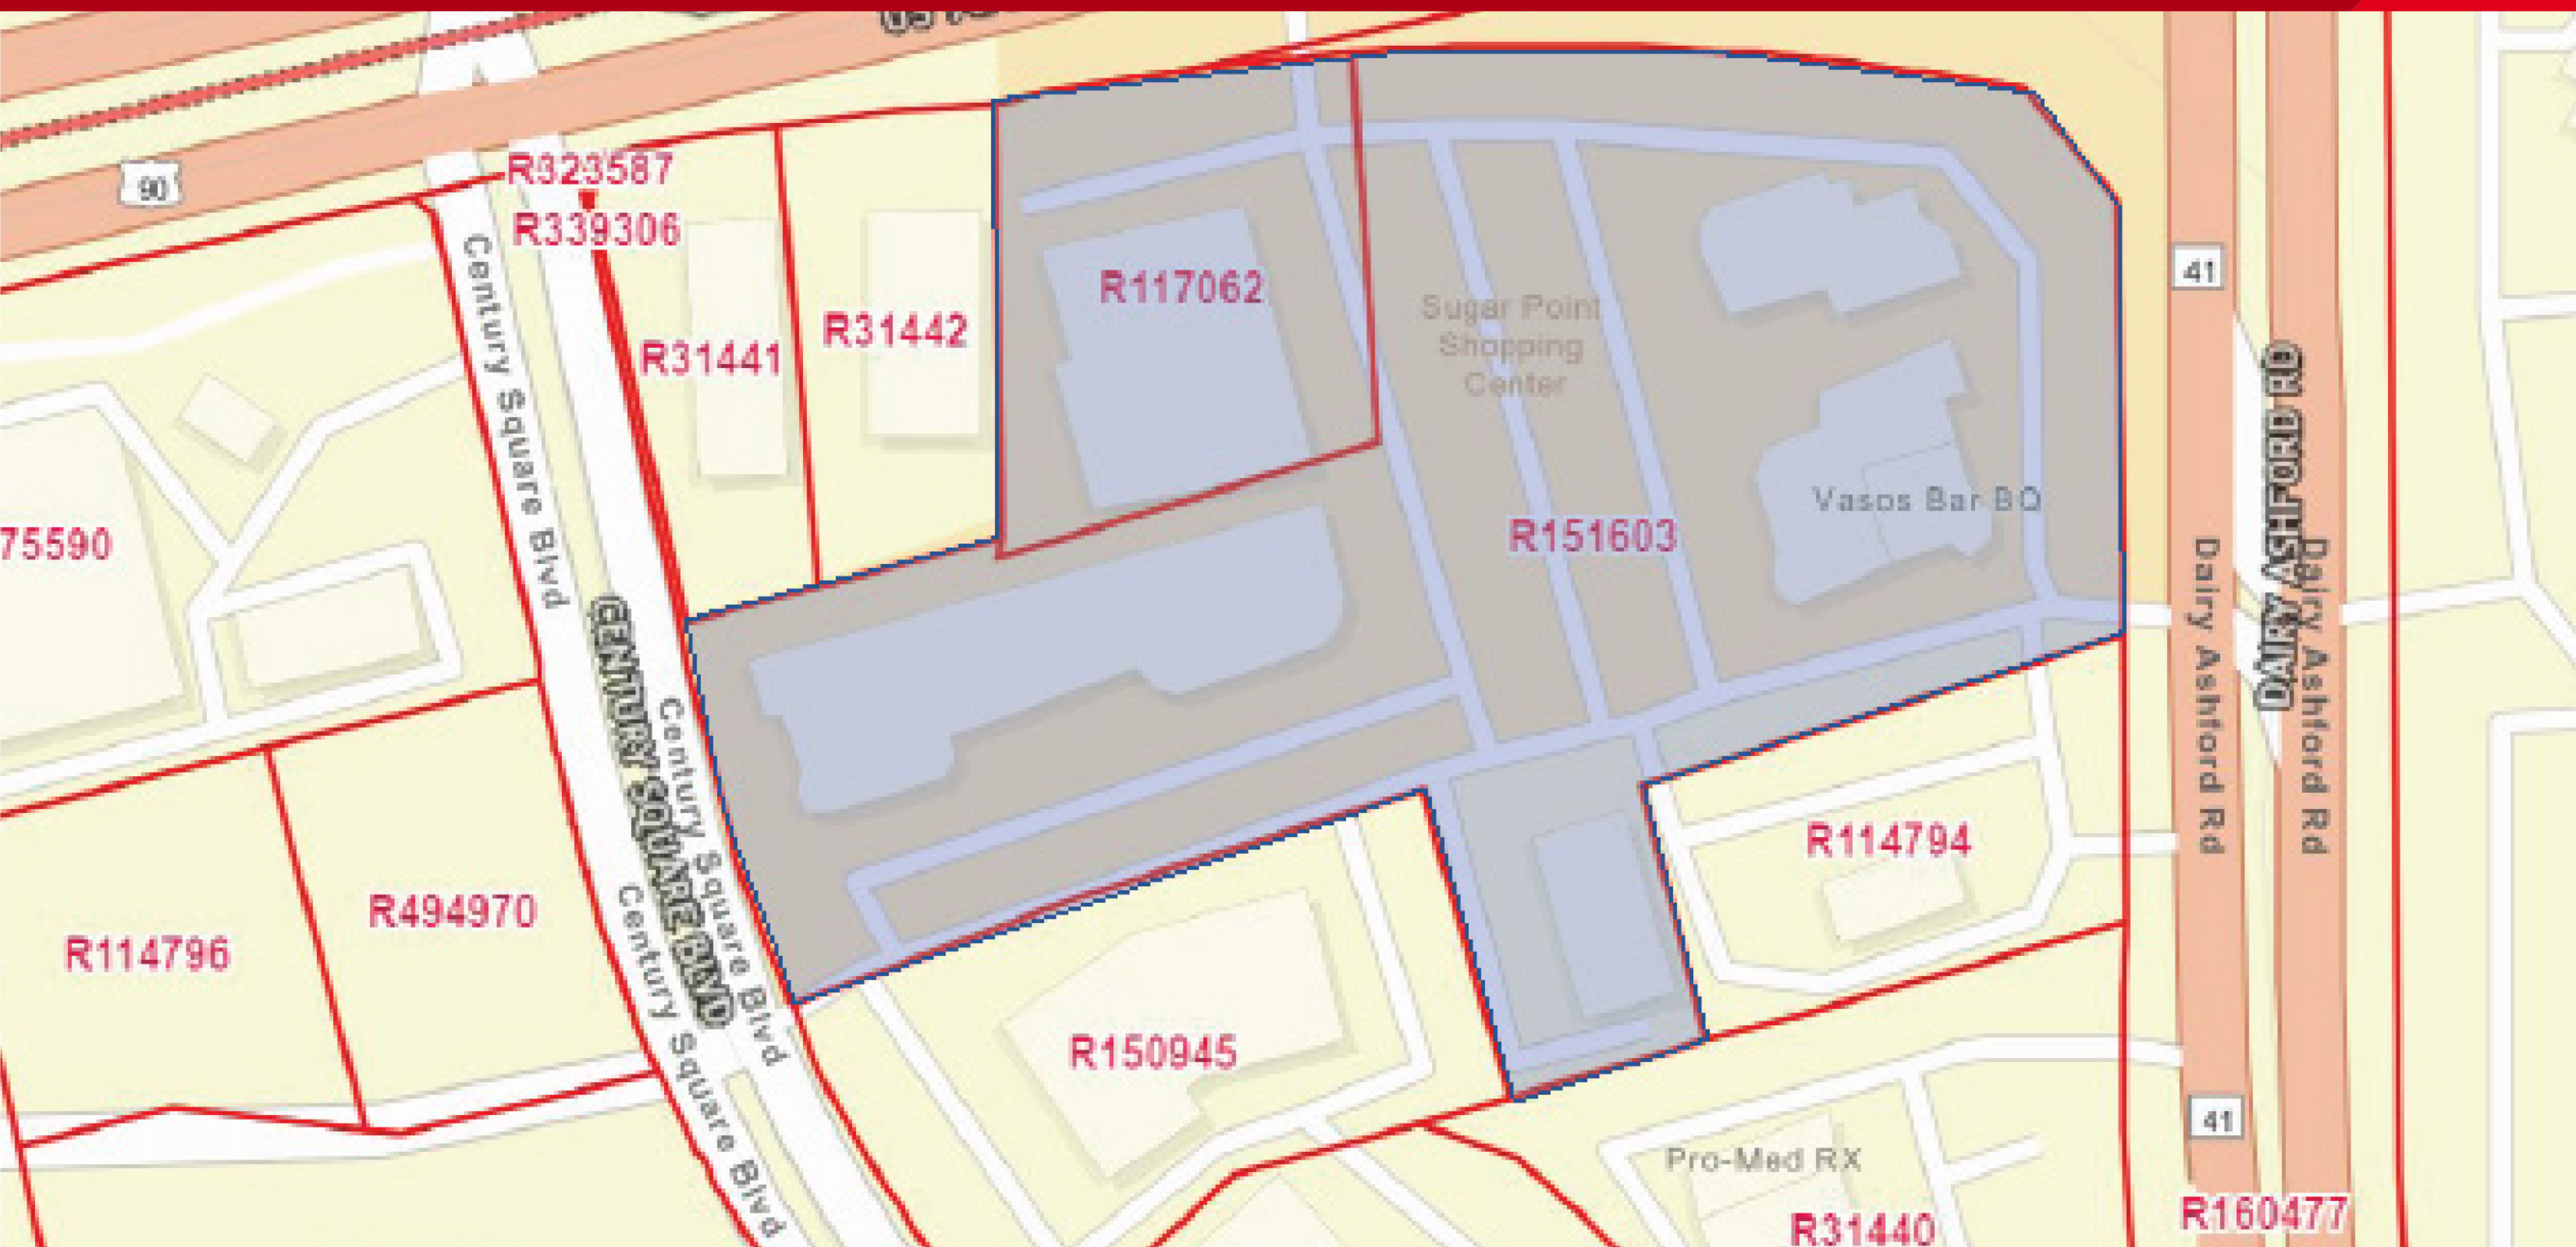 90
R323587
R339306
R31441
R31442
R117062
Sugar Point
Shopping
Center
R151603
Vasos Bar BQ
41
DAIRY ASHFORD RD
Dairy Ashford Rd
Dairy Ashford Rd
Century Square Blvd
CENTURY SQUARE BLVD
Century Square Blvd
Century Square Blvd
75590
R494970
R114796
R150945
R114794
41
Pro-Med RX
R31440
R160477